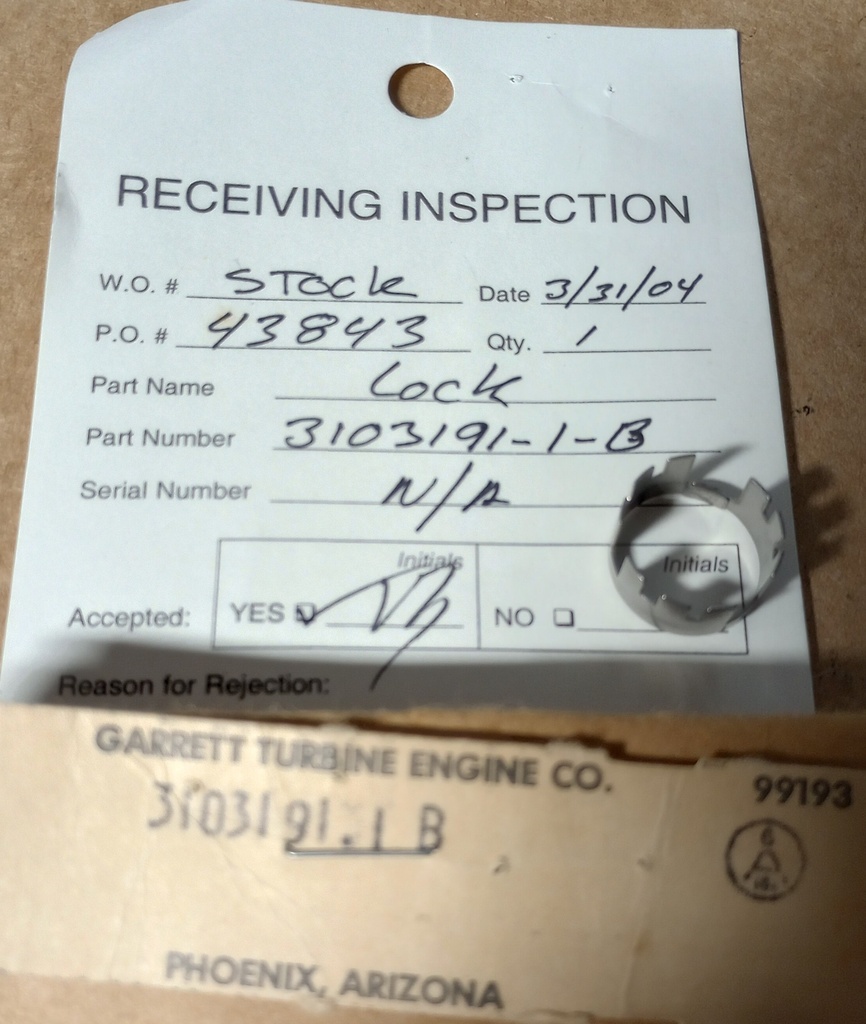 RECEIVING INSPECTION
W.O. # STOCK Date 3/31/04
P.O. # 43843 Qty. 1
Part Name Lock
Part Number 3103191-1-B
Serial Number N/A
Initials Initials
Accepted: YES NO
Reason for Rejection:
GARRETT TURBINE ENGINE CO. 99193
3103191.1 B
6
A
PHOENIX, ARIZONA